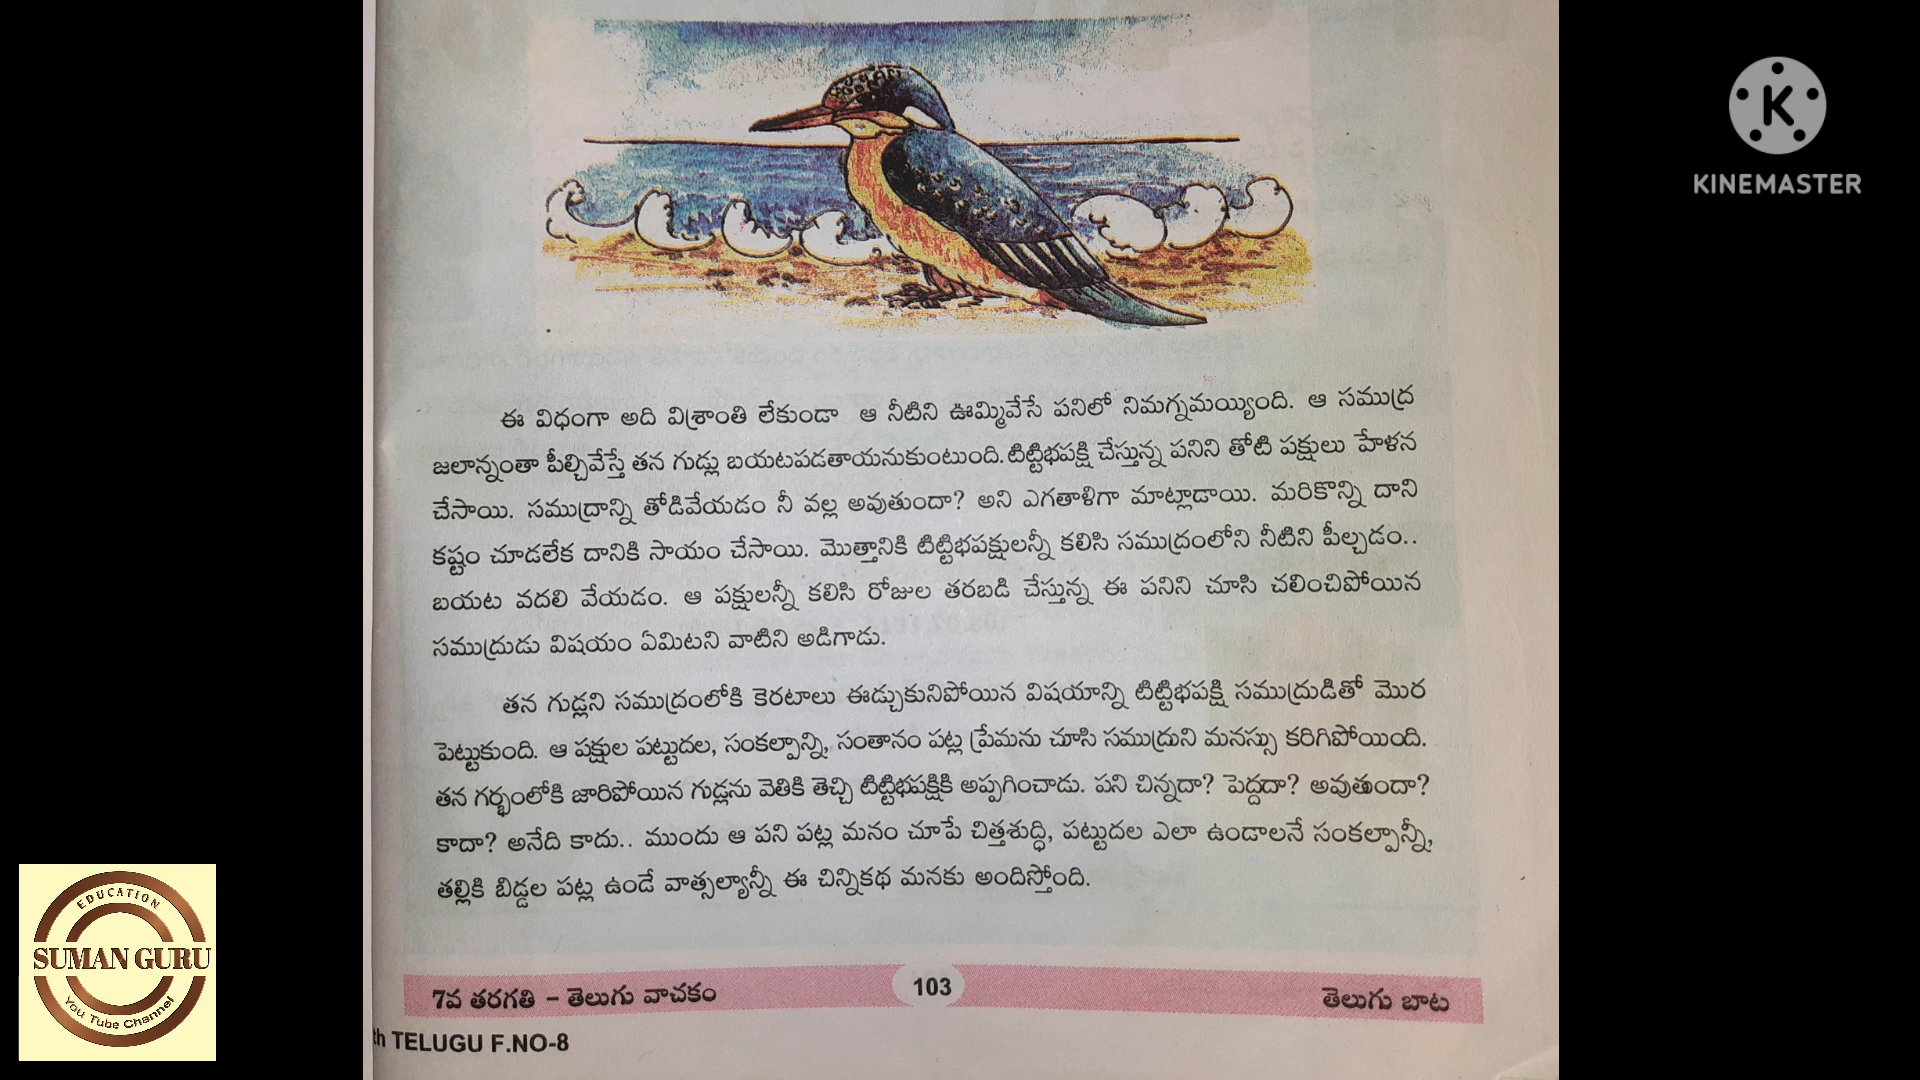 KINEMASTER
ఈ విధంగా అది విశ్రాంతి లేకుండా ఆ నీటిని ఊమ్మివేసే పనిలో నిమగ్నమయ్యింది. ఆ సముద్ర
జలాన్నంతా పీల్చివేస్తే తన గుడ్లు బయటపడతాయనుకుంటుంది. టిట్టిభపక్షి చేస్తున్న పనిని తోటి పక్షులు హేళన
చేసాయి. సముద్రాన్ని తోడివేయడం నీ వల్ల అవుతుందా? అని ఎగతాళిగా మాట్లాడాయి. మరికొన్ని దాని
కష్టం చూడలేక దానికి సాయం చేసాయి. మొత్తానికి టిట్టిభపక్షులన్నీ కలిసి సముద్రంలోని నీటిని పీల్చడం..
బయట వదలి వేయడం. ఆ పక్షులన్నీ కలిసి రోజుల తరబడి చేస్తున్న ఈ పనిని చూసి చలించిపోయిన
సముద్రుడు విషయం ఏమిటని వాటిని అడిగాడు.
తన గుడ్లని సముద్రంలోకి కెరటాలు ఈడ్చుకునిపోయిన విషయాన్ని టిట్టిభపక్షి సముద్రుడితో మొర
పెట్టుకుంది. ఆ పక్షుల పట్టుదల, సంకల్పాన్ని, సంతానం పట్ల ప్రేమను చూసి సముద్రుని మనస్సు కరిగిపోయింది.
తన గర్భంలోకి జారిపోయిన గుడ్లను వెతికి తెచ్చి టిట్టిభపక్షికి అప్పగించాడు. పని చిన్నదా? పెద్దదా? అవుతుందా?
కాదా? అనేది కాదు.. ముందు ఆ పని పట్ల మనం చూపే చిత్తశుద్ధి, పట్టుదల ఎలా ఉండాలనే సంకల్పాన్నీ,
తల్లికి బిడ్డల పట్ల ఉండే వాత్సల్యాన్నీ ఈ చిన్నికథ మనకు అందిస్తోంది.
7వ తరగతి – తెలుగు వాచకం 103 తెలుగు బాట
th TELUGU F.NO-8
EDUCATION
SUMAN GURU
You Tube Channel